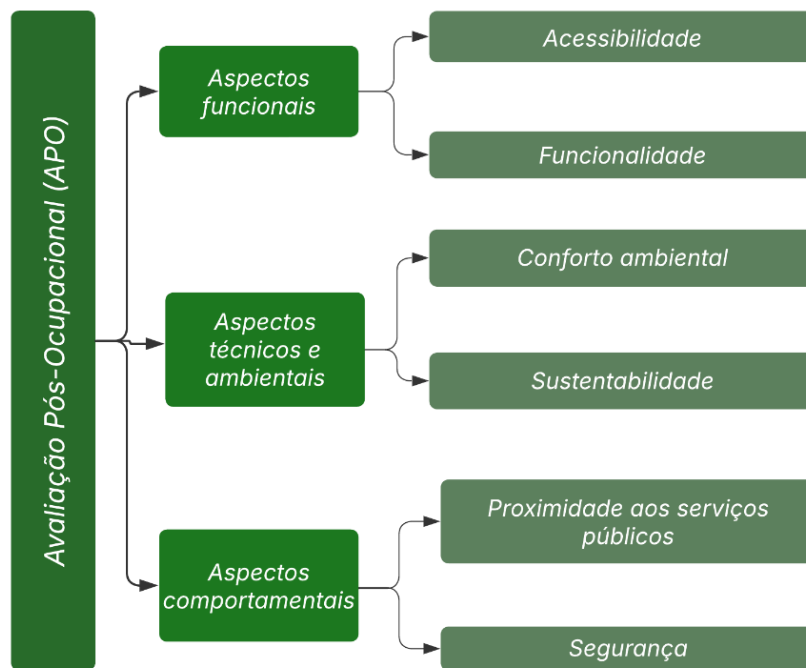 Avaliação Pós-Ocupacional (APO)
Aspectos
funcionais
Acessibilidade
Funcionalidade
Aspectos
técnicos e
ambientais
Conforto ambiental
Sustentabilidade
Aspectos
comportamentais
Proximidade aos serviços
públicos
Segurança